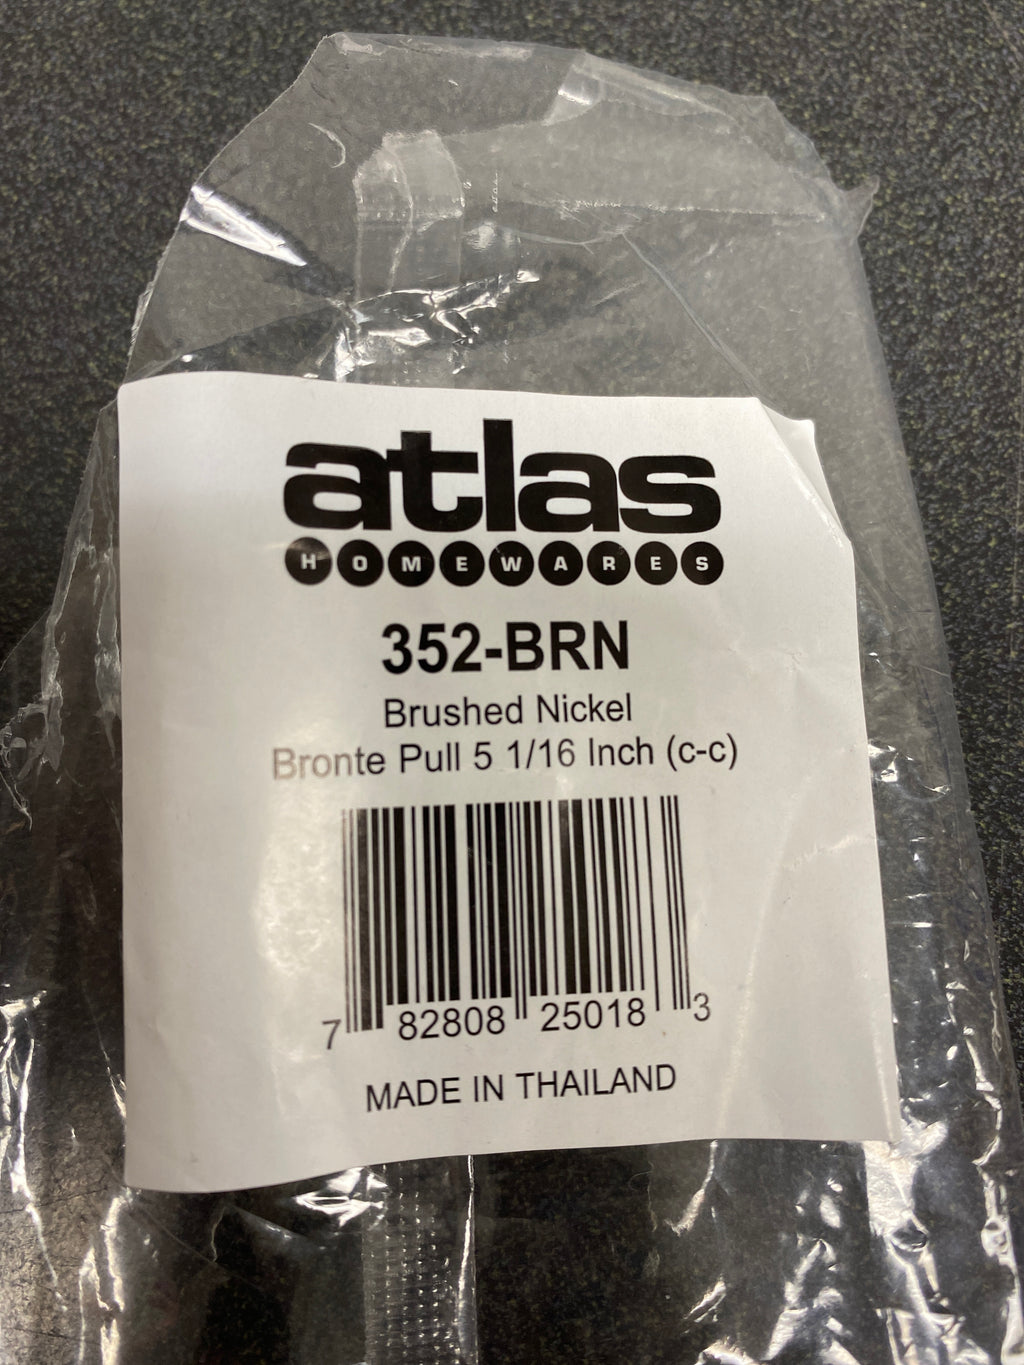 atlas
HOMEWARES
352-BRN
Brushed Nickel
Bronte Pull 5 1/16 Inch (c-c)
7 82808 25018 3
MADE IN THAILAND